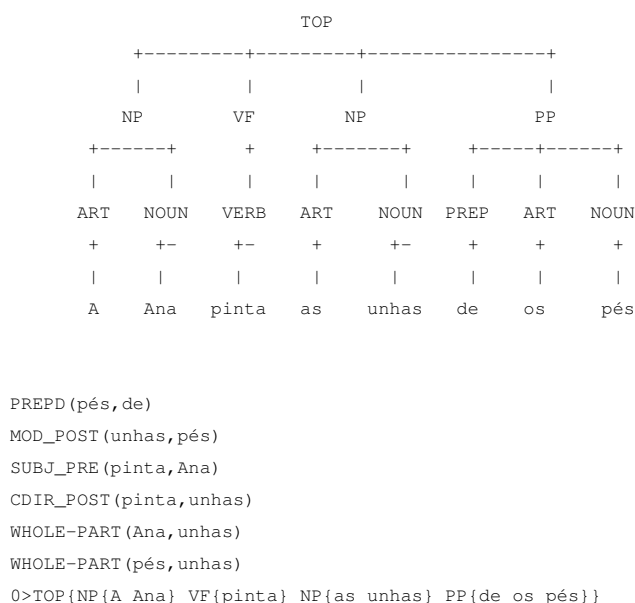 TOP
+---------+---------+----------------+
| | | |
NP VF NP PP
+------+ + +-------+ +-----+------+
| | | | | | | |
ART NOUN VERB ART NOUN PREP ART NOUN
+ +- +- + +- + + +
| | | | | | | |
A Ana pinta as unhas de os pés
PREPD(pés,de)
MOD_POST(unhas,pés)
SUBJ_PRE(pinta,Ana)
CDIR_POST(pinta,unhas)
WHOLE-PART(Ana,unhas)
WHOLE-PART(pés,unhas)
0>TOP{NP{A Ana} VF{pinta} NP{as unhas} PP{de os pés}}